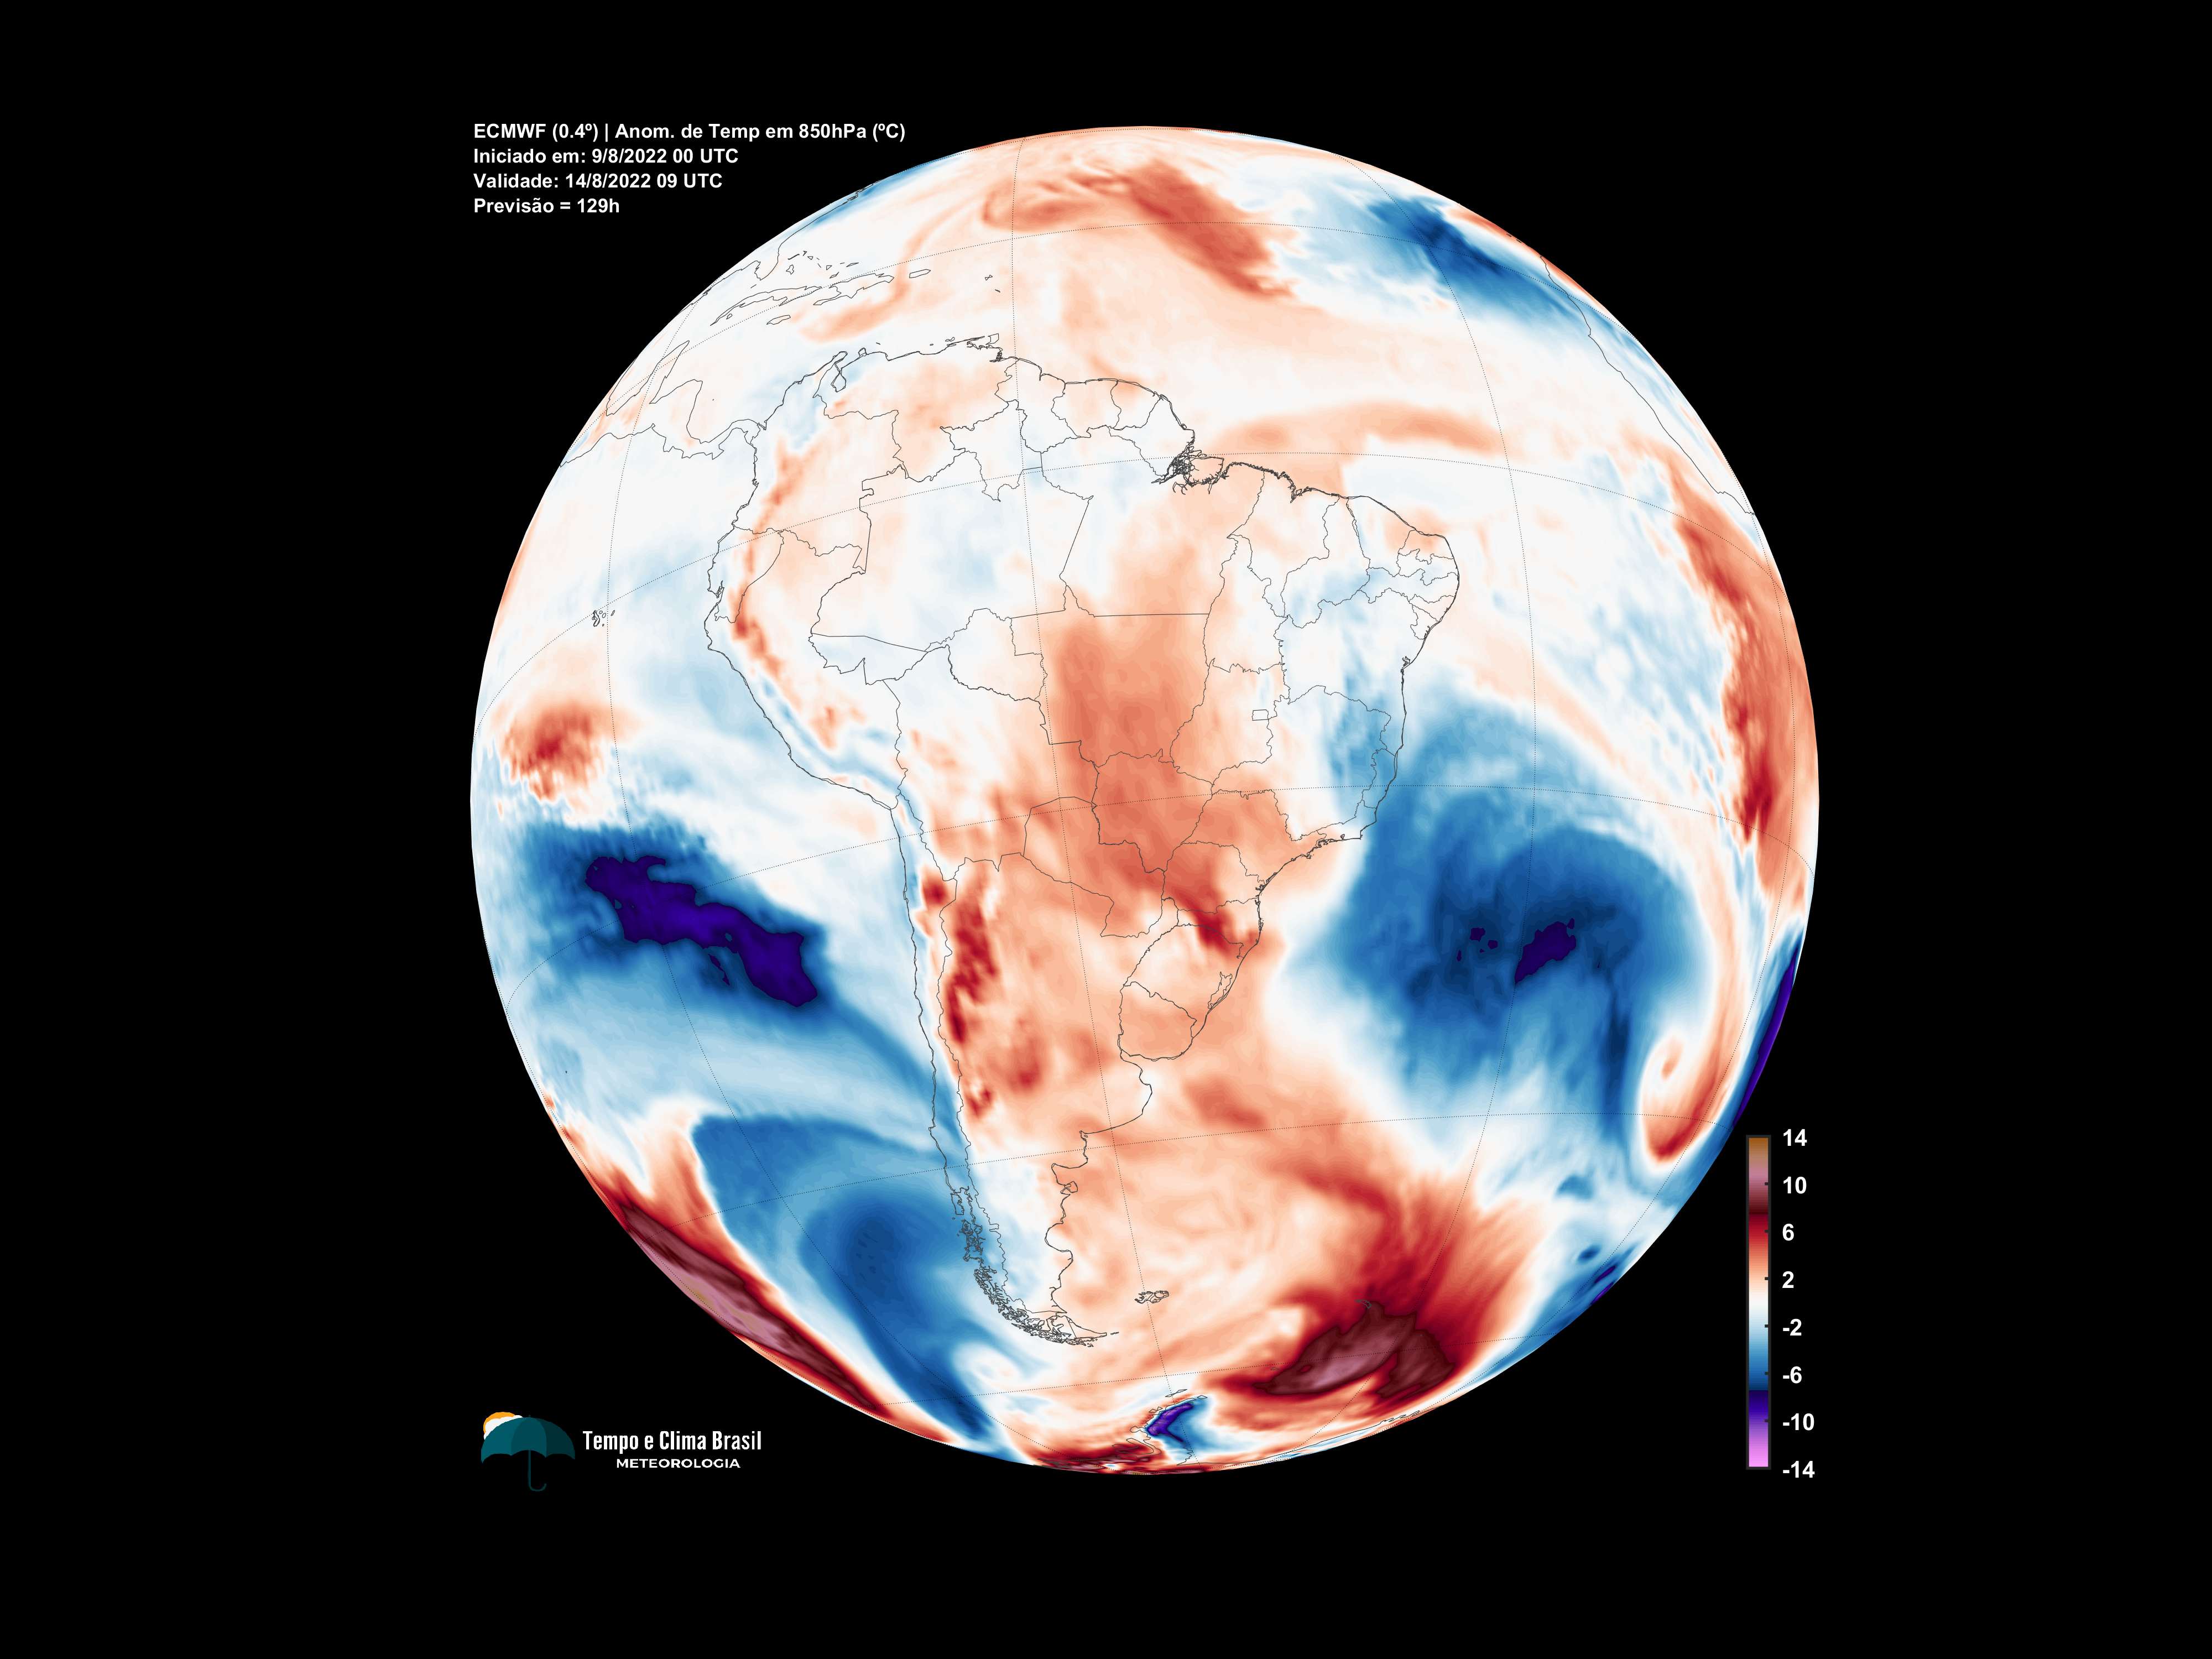 ECMWF (0.4º) | Anom. de Temp em 850hPa (ºC)
Iniciado em: 9/8/2022 00 UTC
Validade: 14/8/2022 09 UTC
Previsão = 129h
14
10
6
2
-2
-6
-10
-14
Tempo e Clima Brasil
METEOROLOGIA